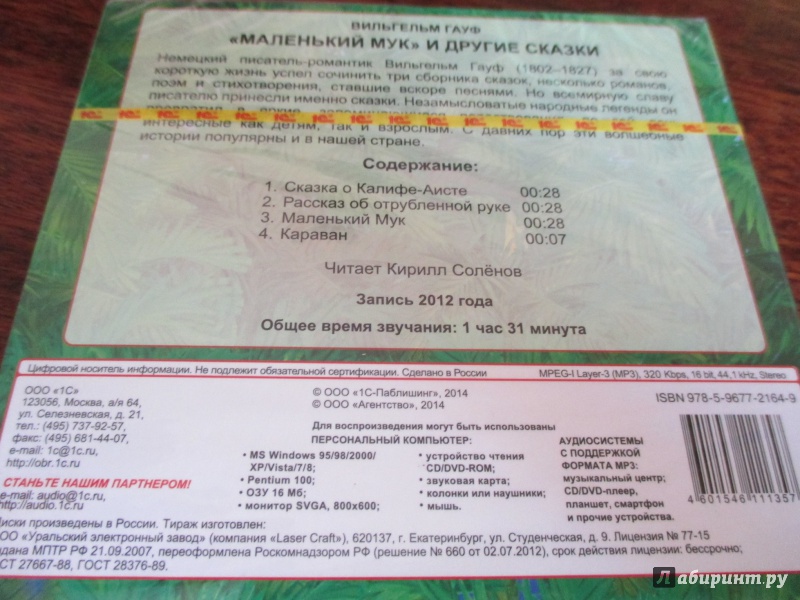 ВИЛЬГЕЛЬМ ГАУФ
«МАЛЕНЬКИЙ МУК» И ДРУГИЕ СКАЗКИ
Немецкий писатель-романтик Вильгельм Гауф (1802–1827) за свою
короткую жизнь успел сочинить три сборника сказок, несколько романов,
поэм и стихотворения, ставшие вскоре песнями. Но всемирную славу
писателю принесли именно сказки. Незамысловатые народные легенды он
интересные как детям, так и взрослым. С давних пор эти волшебные
истории популярны и в нашей стране.
Содержание:
1. Сказка о Калифе-Аисте 00:28
2. Рассказ об отрубленной руке 00:28
3. Маленький Мук 00:28
4. Караван 00:07
Читает Кирилл Солёнов
Запись 2012 года
Общее время звучания: 1 час 31 минута
Цифровой носитель информации. Не подлежит обязательной сертификации. Сделано в России MPEG-I Layer-3 (MP3), 320 Kbps, 16 bit, 44,1 kHz, Stereo
ООО «1С»
123056, Москва, а/я 64,
ул. Селезневская, д. 21,
тел.: (495) 737-92-57,
факс: (495) 681-44-07,
e-mail: 1c@1c.ru,
http://obr.1c.ru
СТАНЬТЕ НАШИМ ПАРТНЕРОМ!
e-mail: audio@1c.ru,
http://audio.1c.ru
© ООО «1С-Паблишинг», 2014
© ООО «Агентство», 2014
Для воспроизведения могут быть использованы
ПЕРСОНАЛЬНЫЙ КОМПЬЮТЕР:
• MS Windows 95/98/2000/
XP/Vista/7/8;
• Pentium 100;
• ОЗУ 16 Мб;
• монитор SVGA, 800x600;
• устройство чтения
CD/DVD-ROM;
• звуковая карта;
• колонки или наушники;
• мышь.
АУДИОСИСТЕМЫ
С ПОДДЕРЖКОЙ
ФОРМАТА MP3:
музыкальный центр;
CD/DVD-плеер,
планшет, смартфон
и прочие устройства.
ISBN 978-5-9677-2164-9
4 601546 111357
Диски произведены в России. Тираж изготовлен:
ООО «Уральский электронный завод» (компания «Laser Craft»), 620137, г. Екатеринбург, ул. Студенческая, д. 9. Лицензия № 77-15
выдана МПТР РФ 21.09.2007, переоформлена Роскомнадзором РФ (решение № 660 от 02.07.2012), срок действия лицензии: бессрочно;
ГОСТ 27667-88, ГОСТ 28376-89.
Лабиринт.ру